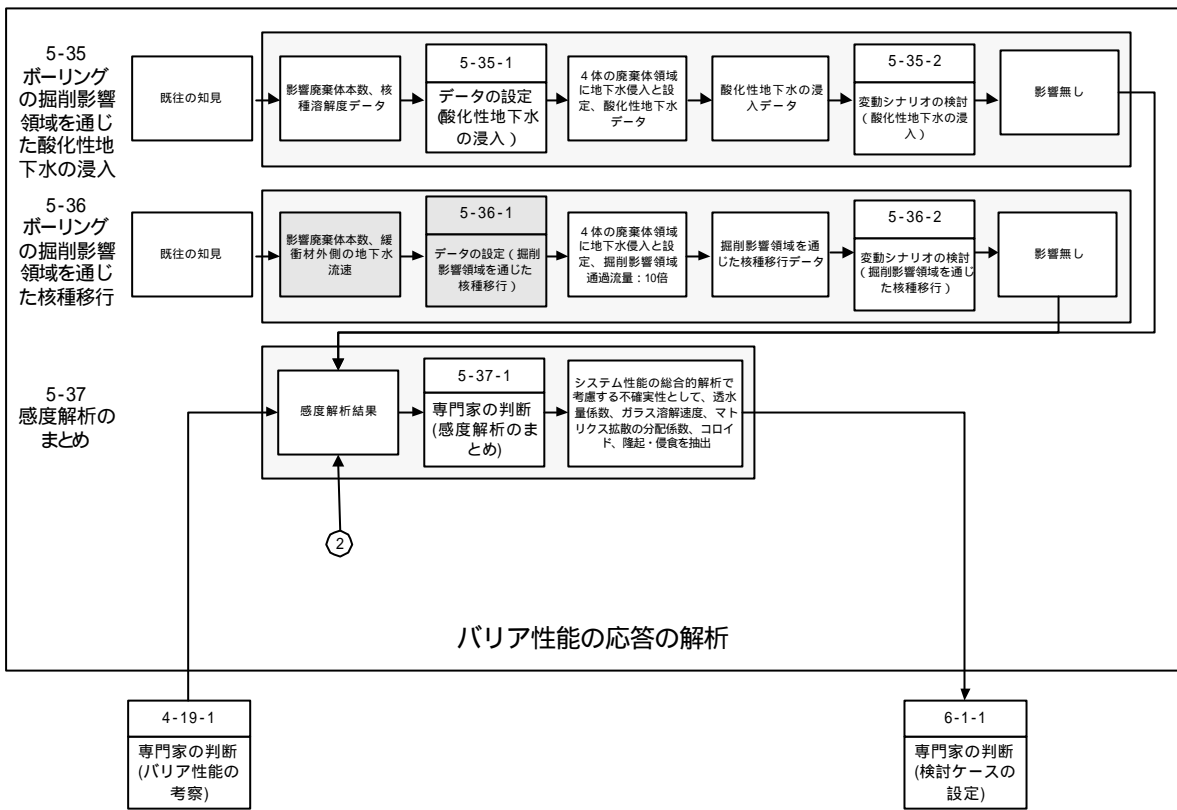 5-35
ボーリング
の掘削影響
領域を通じ
た酸化性地
下水の浸入
既往の知見
影響廃棄体本数、核
種溶解度データ
5-35-1
データの設定
(酸化性地下水
の浸入）
４体の廃棄体領域
に地下水侵入と設
定、酸化性地下水
データ
酸化性地下水の浸
入データ
5-35-2
変動シナリオの検討
（酸化性地下水の浸
入）
影響無し
5-36
ボーリング
の掘削影響
領域を通じ
た核種移行
既往の知見
影響廃棄体本数、緩
衝材外側の地下水
流速
5-36-1
データの設定（掘削
影響領域を通じた
核種移行）
４体の廃棄体領域
に地下水侵入と設
定、掘削影響領域
通過流量：10倍
掘削影響領域を通
じた核種移行データ
5-36-2
変動シナリオの検討
（掘削影響領域を通じ
た核種移行）
影響無し
5-37
感度解析の
まとめ
感度解析結果
5-37-1
専門家の判断
(感度解析のま
とめ)
システム性能の総合的解析で
考慮する不確実性として、透水
量係数、ガラス溶解速度、マト
リクス拡散の分配係数、コロイ
ド、隆起・侵食を抽出
2
バリア性能の応答の解析
4-19-1
専門家の判断
(バリア性能の
考察)
6-1-1
専門家の判断
(検討ケースの
設定)